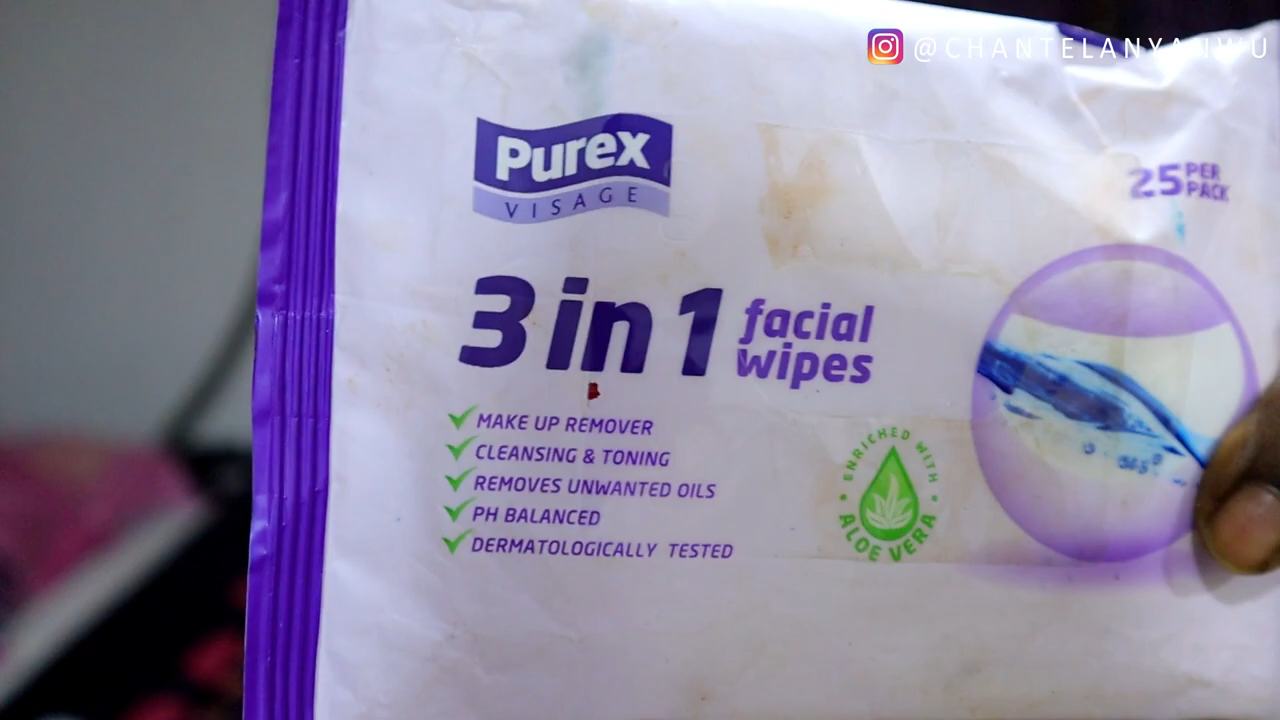 @CHANTELANYANWU
Purex
VISAGE
25 PER
PACK
3 in 1 facial
wipes
MAKE UP REMOVER
CLEANSING & TONING
REMOVES UNWANTED OILS
PH BALANCED
DERMATOLOGICALLY TESTED
ENRICHED WITH
ALOE VERA